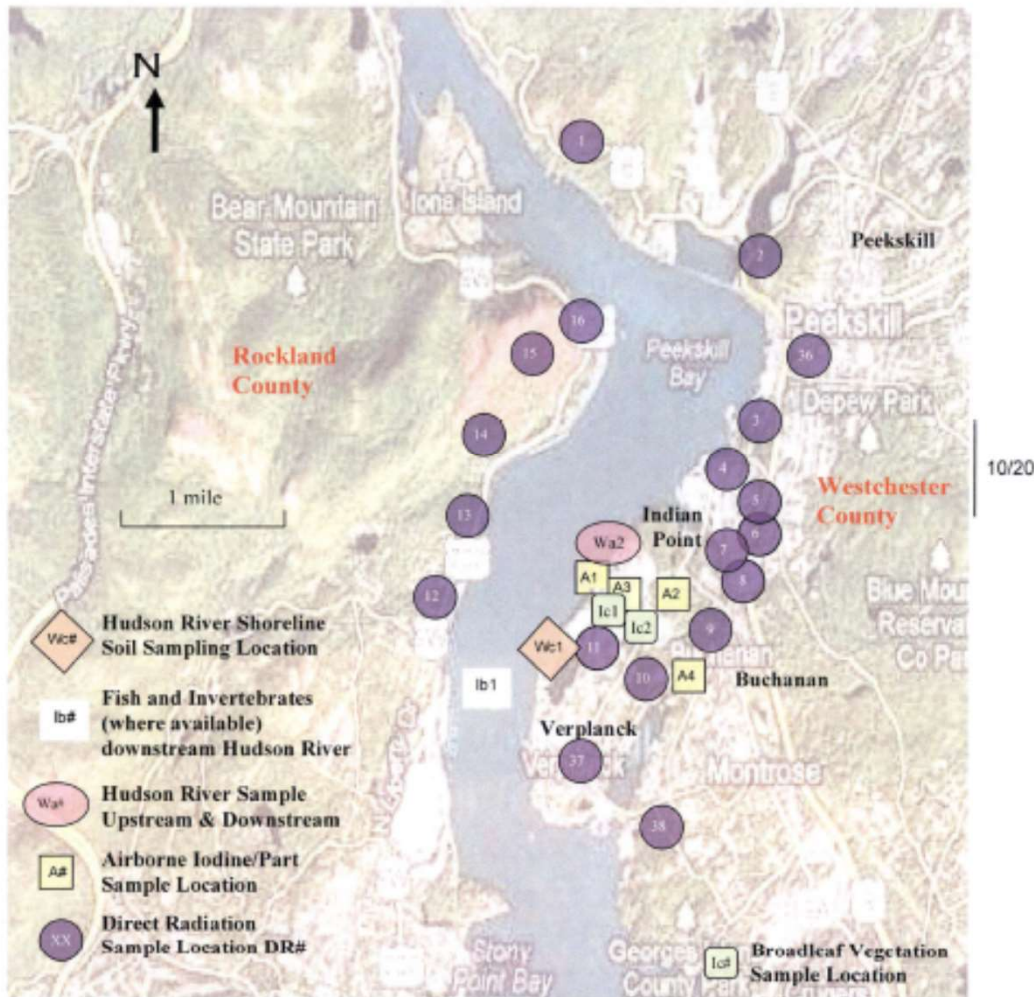 N
1
Iona Island
Bear Mountain
State Park
2
Peekskill
16
Peekskill
15
Peekskill
Bay
36
Rockland
County
Depew Park
3
14
4
10/20
1 mile
5
Westchester
County
13
Indian
Point
6
Wa2
7
Palisades Interstate Pkwy
A1
A3
A2
8
12
Ic1
Ic2
9
Wc#
Hudson River Shoreline
Soil Sampling Location
Wc1
11
10
A4
Buchanan
Ib1
Ib#
Fish and Invertebrates
(where available)
downstream Hudson River
Verplanck
37
Montrose
Wa#
Hudson River Sample
Upstream & Downstream
38
A#
Airborne Iodine/Part
Sample Location
XX
Direct Radiation
Sample Location DR#
Stony
Point Bay
Georges
County Park
Ic#
Broadleaf Vegetation
Sample Location